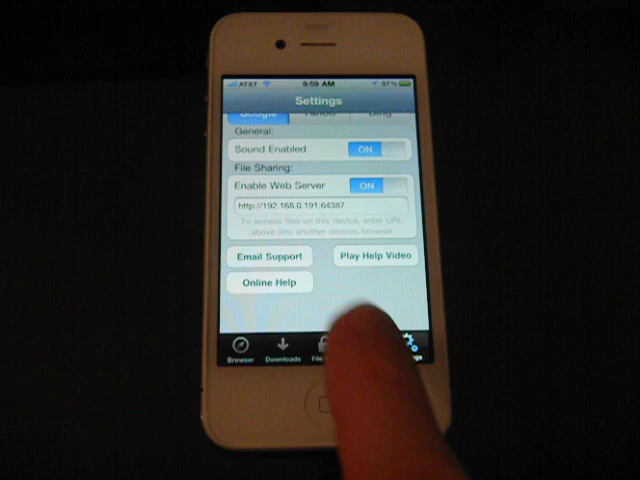 AT&T 9:59 AM 97%
Settings
Google Yahoo Bing
General:
Sound Enabled ON
File Sharing:
Enable Web Server ON
http://192.168.0.191:64387
To access files on this device, enter URL
above into another devices browser
Email Support Play Help Video
Online Help
Browser Downloads File